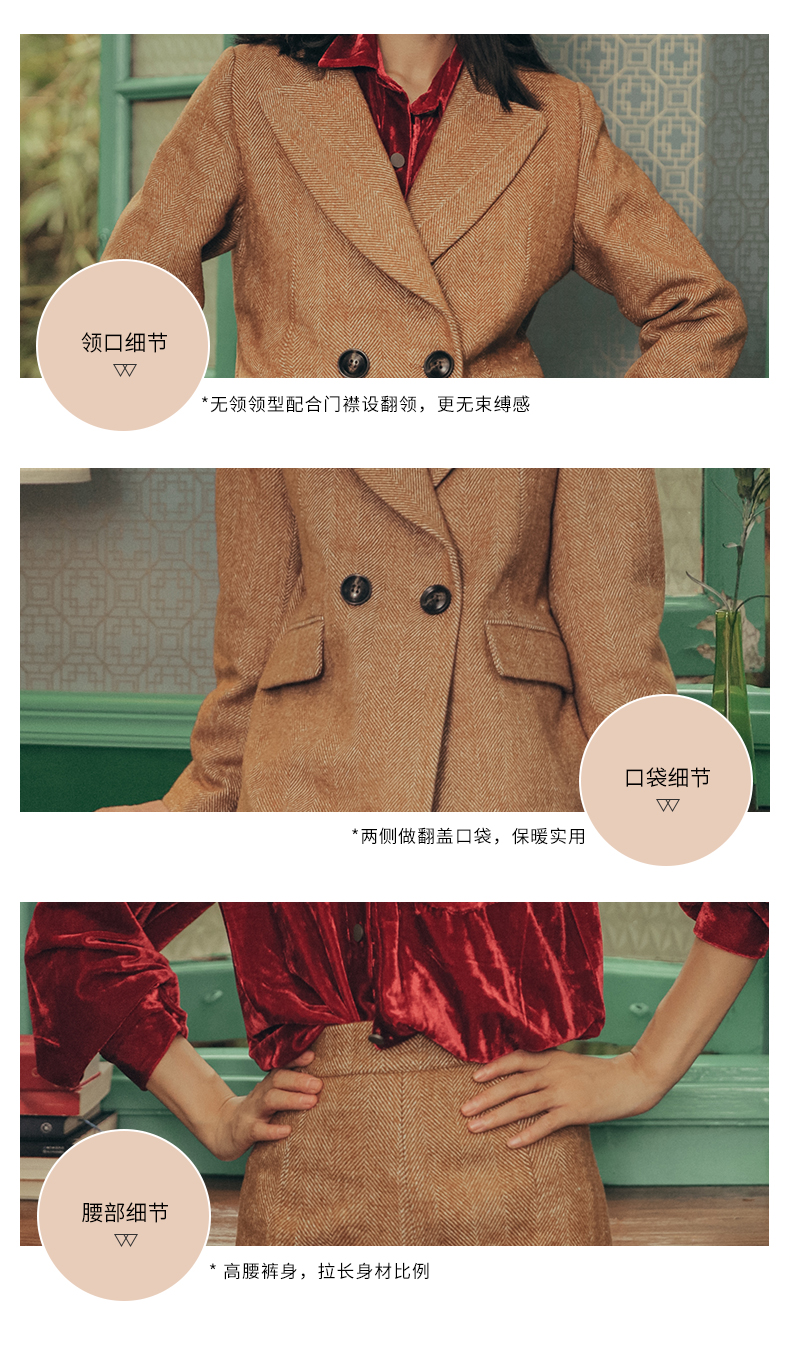 领口细节
*无领领型配合门襟设翻领，更无束缚感
口袋细节
*两侧做翻盖口袋，保暖实用
腰部细节
* 高腰裤身，拉长身材比例